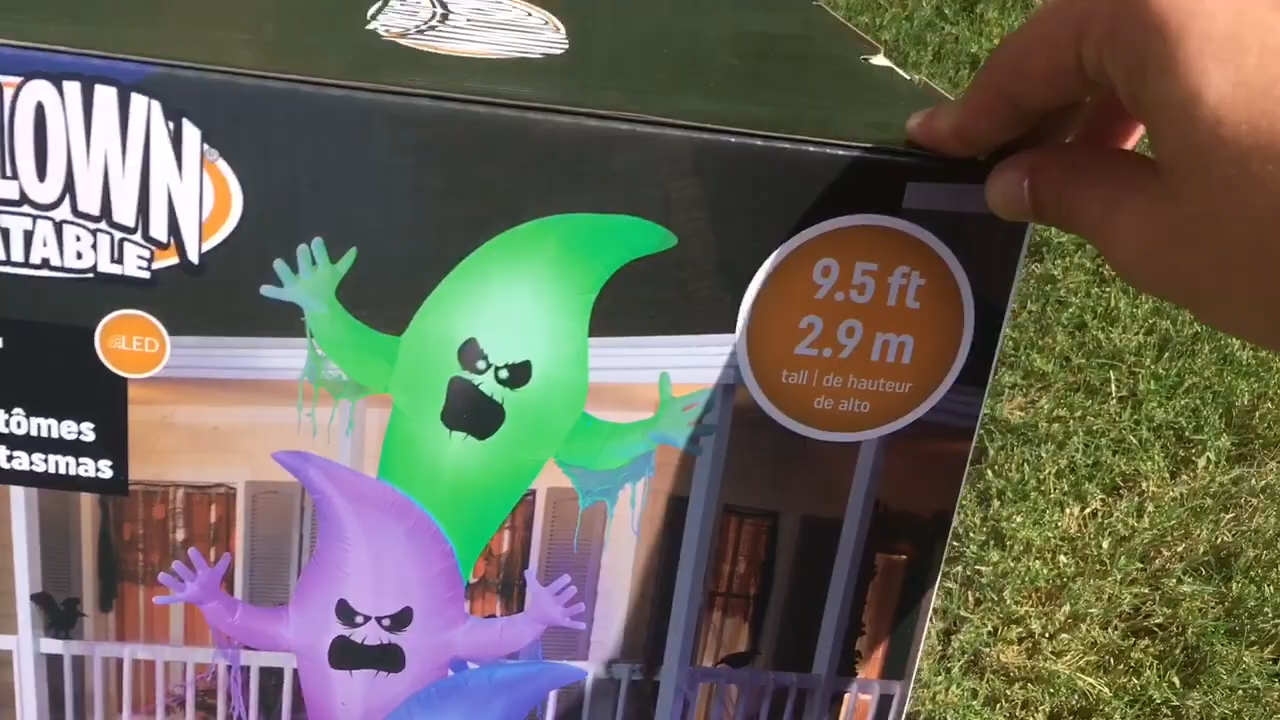 LOWN
ATABLE
LED
tômes
tasmas
9.5 ft
2.9 m
tall | de hauteur
de alto